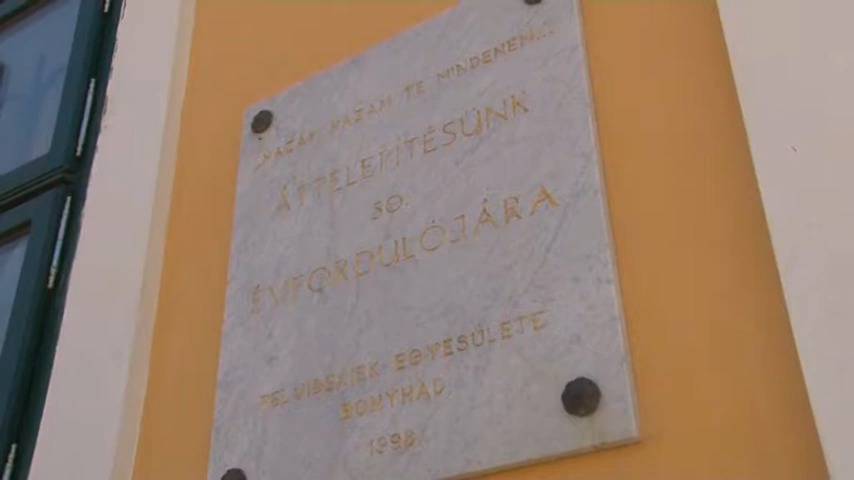 HAZÁM HAZÁM TE MINDENEM...
ÁTTELEPÍTÉSÜNK
50.
ÉVFORDULÓJÁRA
FELVIDÉKIEK EGYESÜLETE
BONYHÁD
1998.